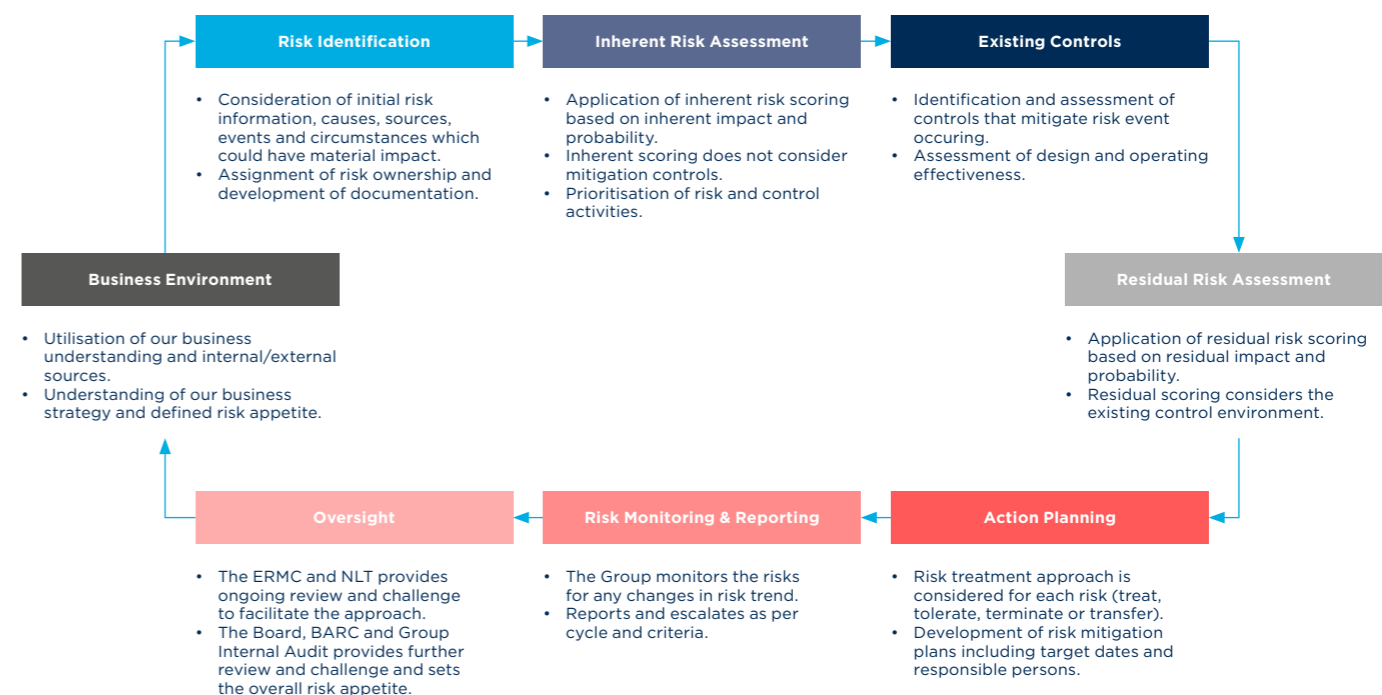 Risk Identification
Inherent Risk Assessment
Existing Controls
• Consideration of initial risk
information, causes, sources,
events and circumstances which
could have material impact.
• Assignment of risk ownership and
development of documentation.
• Application of inherent risk scoring
based on inherent impact and
probability.
• Inherent scoring does not consider
mitigation controls.
• Prioritisation of risk and control
activities.
• Identification and assessment of
controls that mitigate risk event
occuring.
• Assessment of design and operating
effectiveness.
Business Environment
Residual Risk Assessment
• Utilisation of our business
understanding and internal/external
sources.
• Understanding of our business
strategy and defined risk appetite.
• Application of residual risk scoring
based on residual impact and
probability.
• Residual scoring considers the
existing control environment.
Oversight
Risk Monitoring & Reporting
Action Planning
• The ERMC and NLT provides
ongoing review and challenge
to facilitate the approach.
• The Board, BARC and Group
Internal Audit provides further
review and challenge and sets
the overall risk appetite.
• The Group monitors the risks
for any changes in risk trend.
• Reports and escalates as per
cycle and criteria.
• Risk treatment approach is
considered for each risk (treat,
tolerate, terminate or transfer).
• Development of risk mitigation
plans including target dates and
responsible persons.